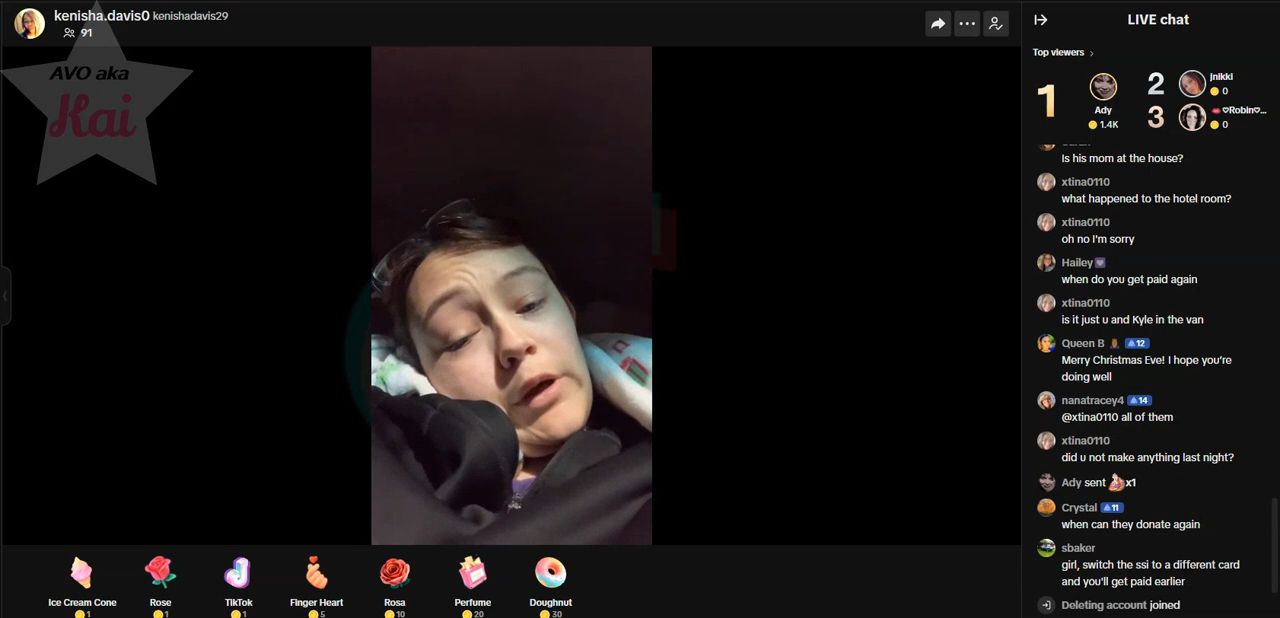 kenisha.davis0 kenishadavis29
91
AVO aka
Kai
LIVE chat
Top viewers
1
Ady
1.4K
2
jnikki
0
3
♡Robin♡...
0
Is his mom at the house?
xtina0110
what happened to the hotel room?
xtina0110
oh no I'm sorry
Hailey
when do you get paid again
xtina0110
is it just u and Kyle in the van
Queen B 12
Merry Christmas Eve! I hope you're
doing well
nanatracey4 14
@xtina0110 all of them
xtina0110
did u not make anything last night?
Ady sent x1
Crystal 11
when can they donate again
sbaker
girl, switch the ssi to a different card
and you'll get paid earlier
Deleting account joined
Ice Cream Cone
1
Rose
1
TikTok
1
Finger Heart
5
Rosa
10
Perfume
20
Doughnut
30